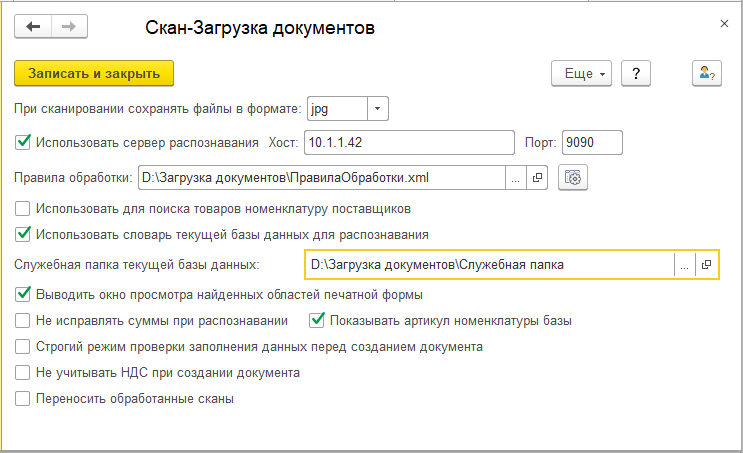 Скан-Загрузка документов
Записать и закрыть Еще ?
При сканировании сохранять файлы в формате: jpg
Использовать сервер распознавания Хост: 10.1.1.42 Порт: 9090
Правила обработки: D:\Загрузка документов\ПравилаОбработки.xml ...
Использовать для поиска товаров номенклатуру поставщиков
Использовать словарь текущей базы данных для распознавания
Служебная папка текущей базы данных: D:\Загрузка документов\Служебная папка ...
Выводить окно просмотра найденных областей печатной формы
Не исправлять суммы при распознавании Показывать артикул номенклатуры базы
Строгий режим проверки заполнения данных перед созданием документа
Не учитывать НДС при создании документа
Переносить обработанные сканы